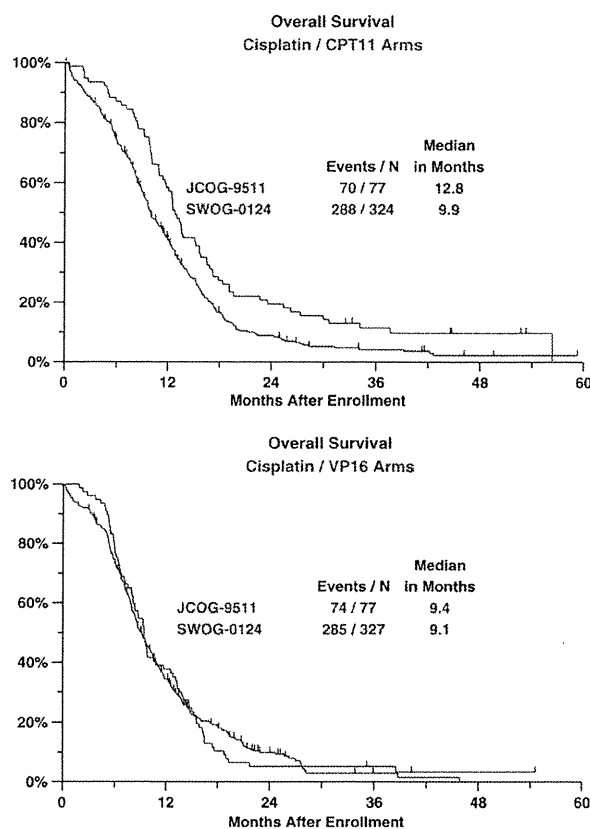 Overall Survival
Cisplatin / CPT11 Arms
100%
80%
60%
40%
20%
0%
Median
Events / N in Months
JCOG-9511 70 / 77 12.8
SWOG-0124 288 / 324 9.9
0 12 24 36 48 60
Months After Enrollment
Overall Survival
Cisplatin / VP16 Arms
100%
80%
60%
40%
20%
0%
Median
Events / N in Months
JCOG-9511 74 / 77 9.4
SWOG-0124 285 / 327 9.1
0 12 24 36 48 60
Months After Enrollment